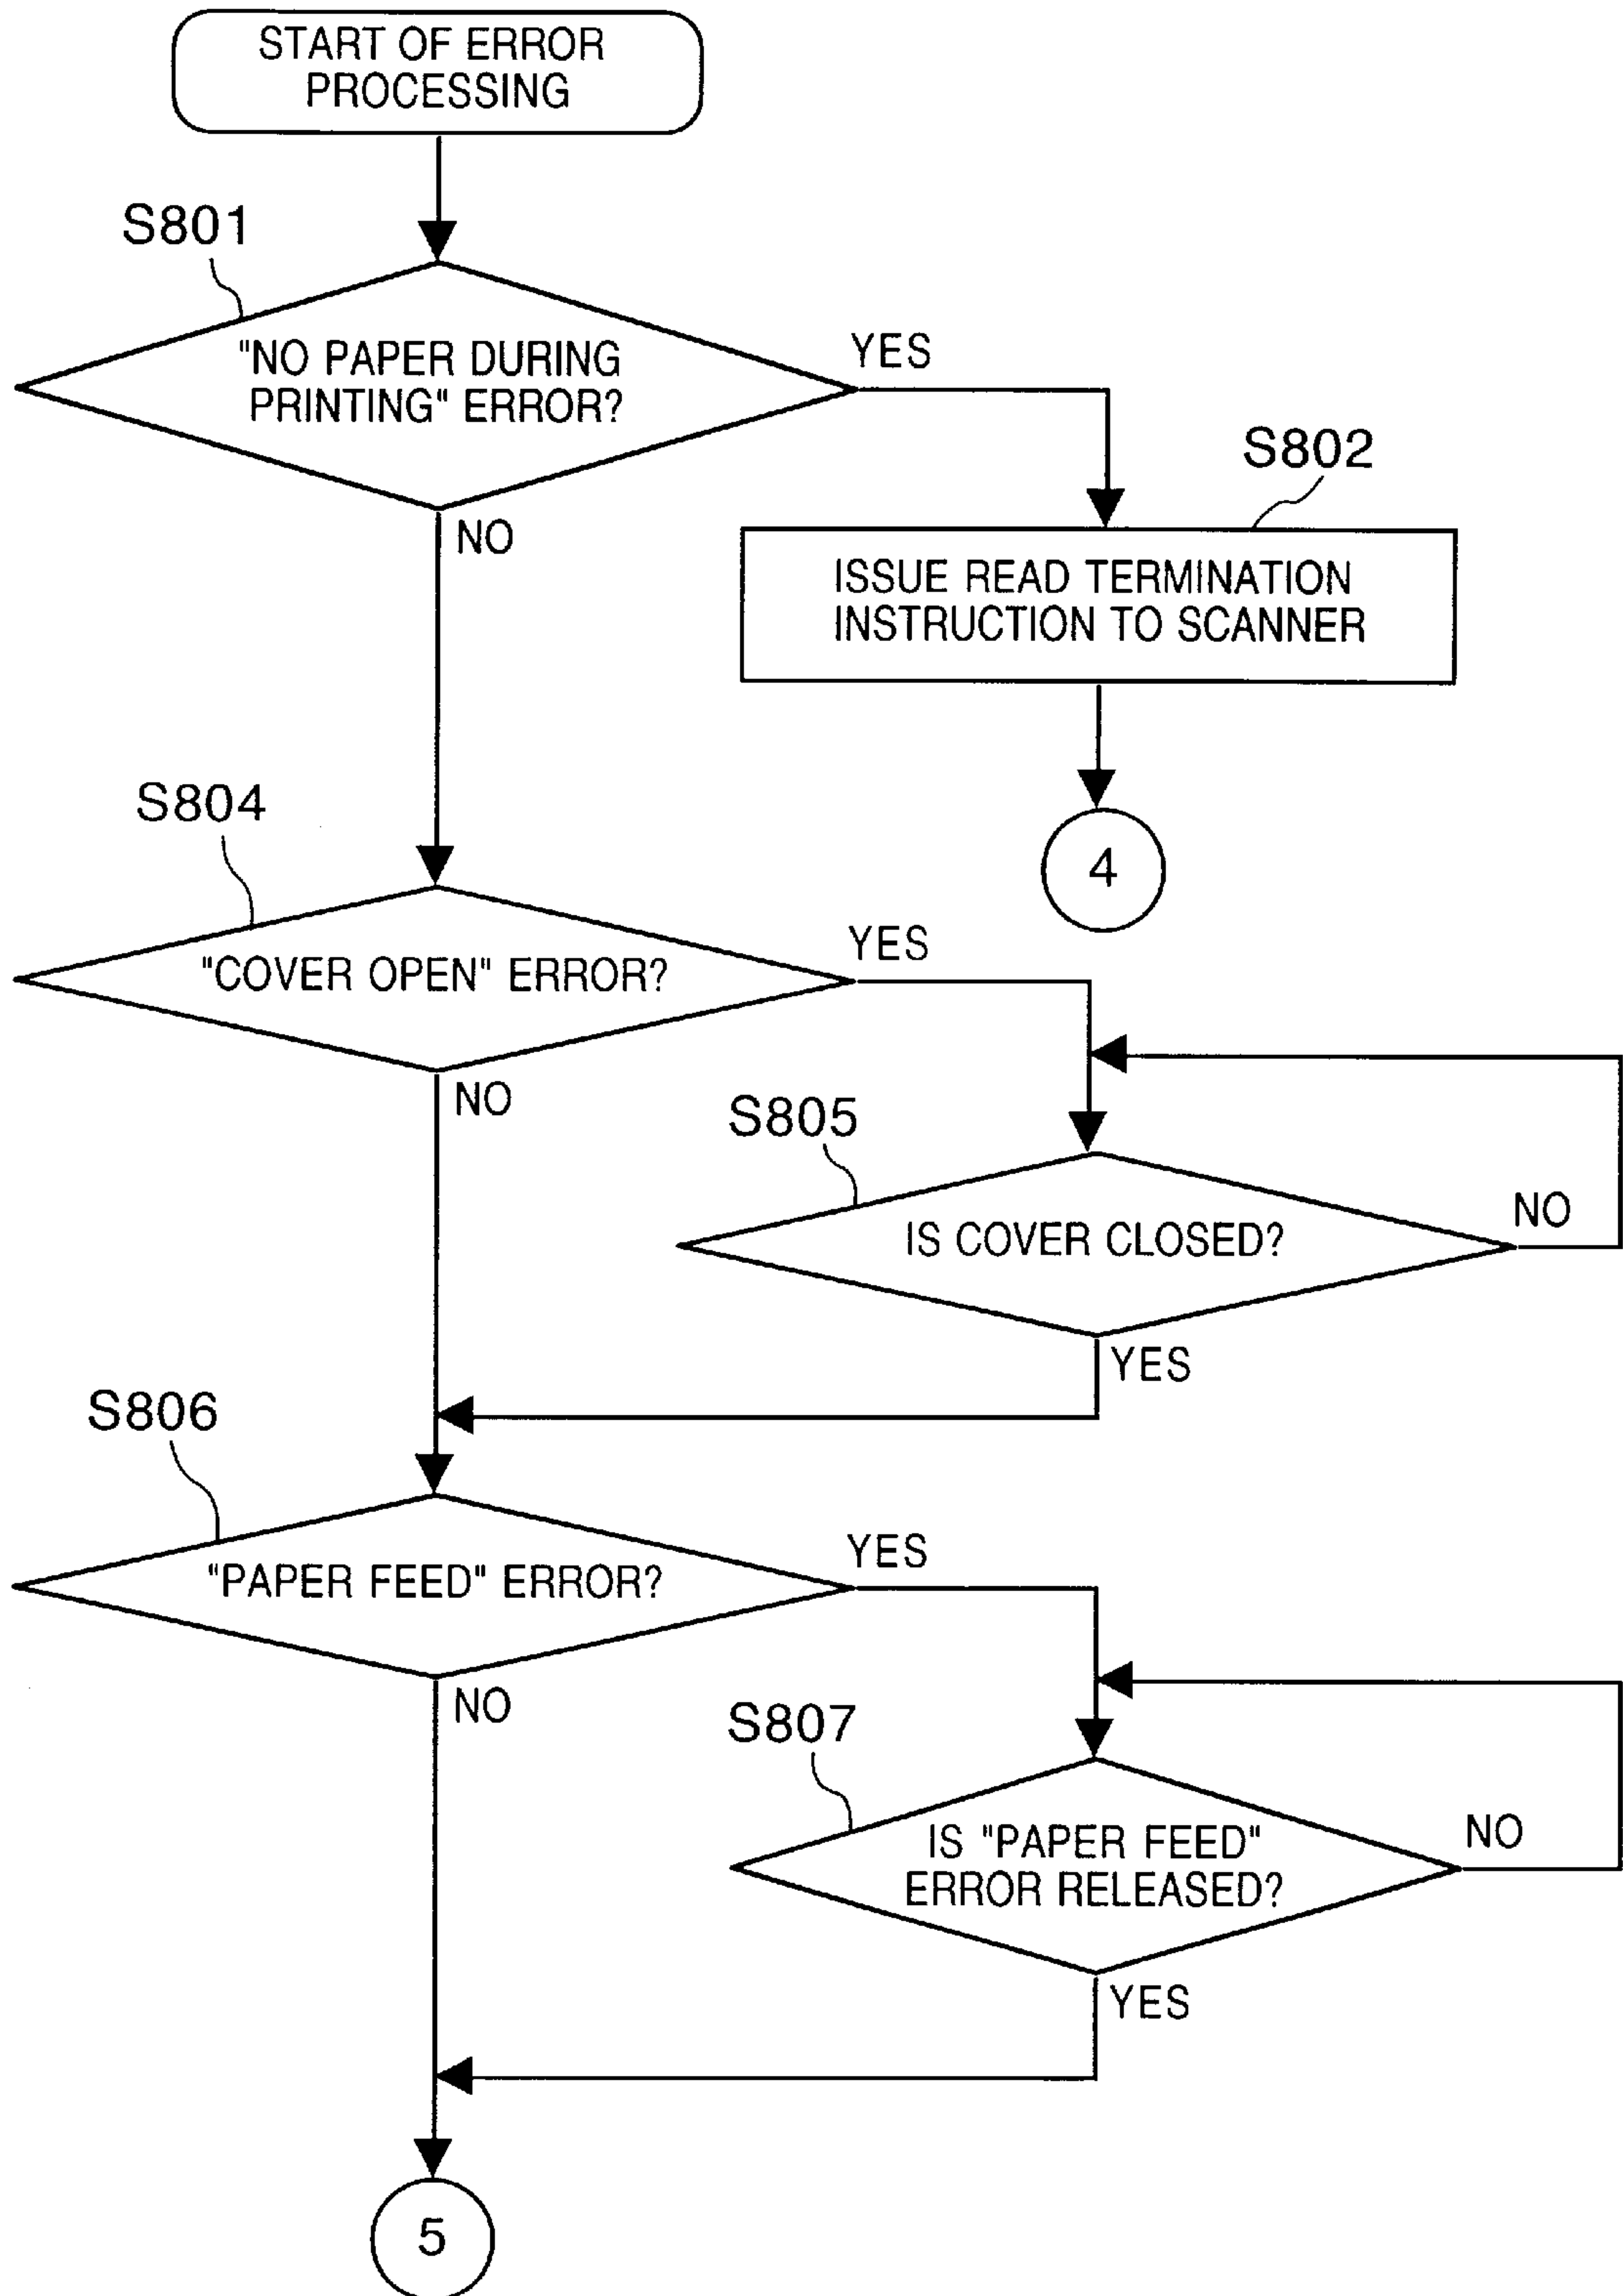 START OF ERROR
PROCESSING
S801
"NO PAPER DURING
PRINTING" ERROR?
YES
NO
S802
ISSUE READ TERMINATION
INSTRUCTION TO SCANNER
4
S804
"COVER OPEN" ERROR?
YES
NO
S805
IS COVER CLOSED?
NO
YES
S806
"PAPER FEED" ERROR?
YES
NO
S807
IS "PAPER FEED"
ERROR RELEASED?
NO
YES
5